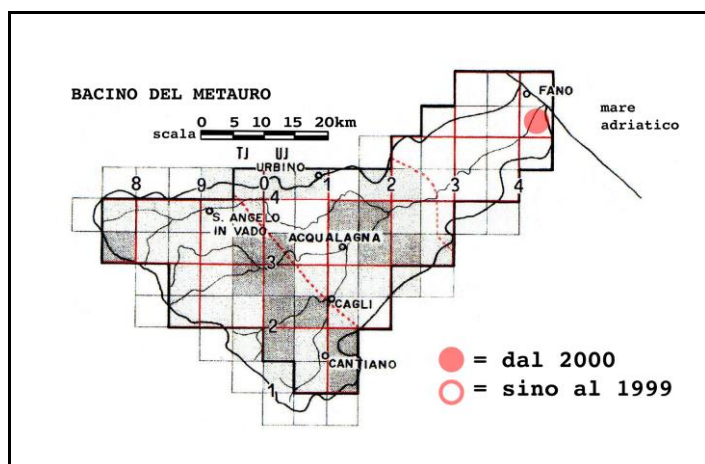 BACINO DEL METAURO
FANO
mare
adriatico
scala 0 5 10 15 20km
TJ UJ
URBINO
8 9 0 1 2 3 4
4
S. ANGELO
IN VADO
ACQUALAGNA
3
CAGLI
2
CANTIANO
1
= dal 2000
= sino al 1999